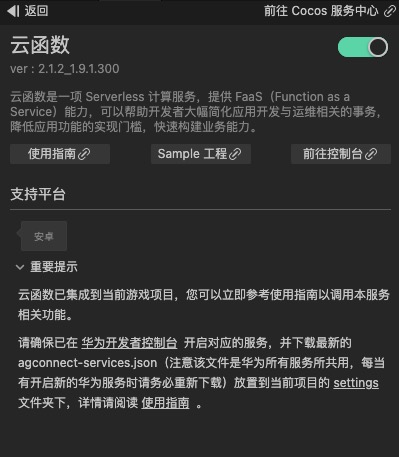 返回
前往 Cocos 服务中心
云函数
ver : 2.1.2_1.9.1.300
云函数是一项 Serverless 计算服务，提供 FaaS（Function as a
Service）能力，可以帮助开发者大幅简化应用开发与运维相关的事务，
降低应用功能的实现门槛，快速构建业务能力。
使用指南
Sample 工程
前往控制台
支持平台
安卓
重要提示
云函数已集成到当前游戏项目，您可以立即参考使用指南以调用本服务
相关功能。
请确保已在 华为开发者控制台 开启对应的服务，并下载最新的
agconnect-services.json（注意该文件是华为所有服务所共用，每当
有开启新的华为服务时请务必重新下载）放置到当前项目的 settings
文件夹下，详情请阅读 使用指南 。